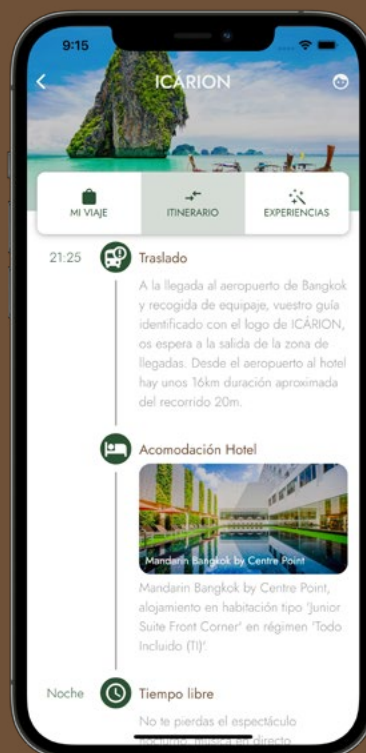 9:15
ICÁRION
MI VIAJE
ITINERARIO
EXPERIENCIAS
21:25
Traslado
A la llegada al aeropuerto de Bangkok
y recogida de equipaje, vuestro guía
identificado con el logo de ICÁRION,
os espera a la salida de la zona de
llegadas. Desde el aeropuerto al hotel
hay unos 16km duración aproximada
del recorrido 20m.
Acomodación Hotel
Mandarin Bangkok by Centre Point
Mandarin Bangkok by Centre Point,
alojamiento en habitación tipo 'Junior
Suite Front Corner' en régimen 'Todo
Incluido (TI)'.
Noche
Tiempo libre
No te pierdas el espectáculo
nocturno, música en directo